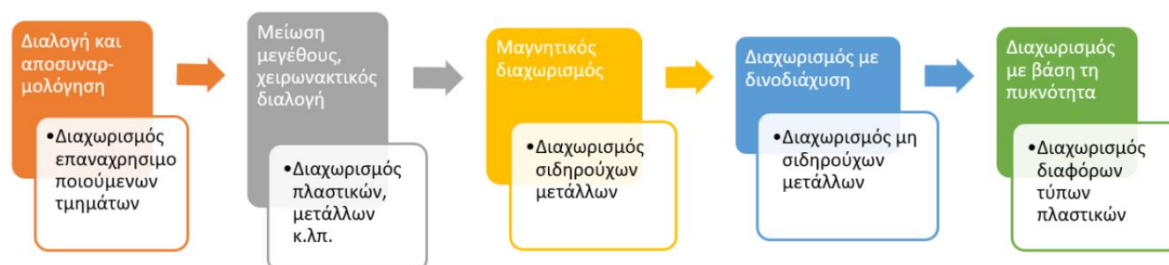 Διαλογή και
αποσυναρ-
μολόγηση
•Διαχωρισμός
επαναχρησιμο
ποιούμενων
τμημάτων
Μείωση
μεγέθους,
χειρωνακτικός
διαλογή
•Διαχωρισμός
πλαστικών,
μετάλλων
κ.λπ.
Μαγνητικός
διαχωρισμός
•Διαχωρισμός
σιδηρούχων
μετάλλων
Διαχωρισμός με
δινοδιάχυση
•Διαχωρισμός μη
σιδηρούχων
μετάλλων
Διαχωρισμός
με βάση τη
πυκνότητα
•Διαχωρισμός
διαφόρων
τύπων
πλαστικών